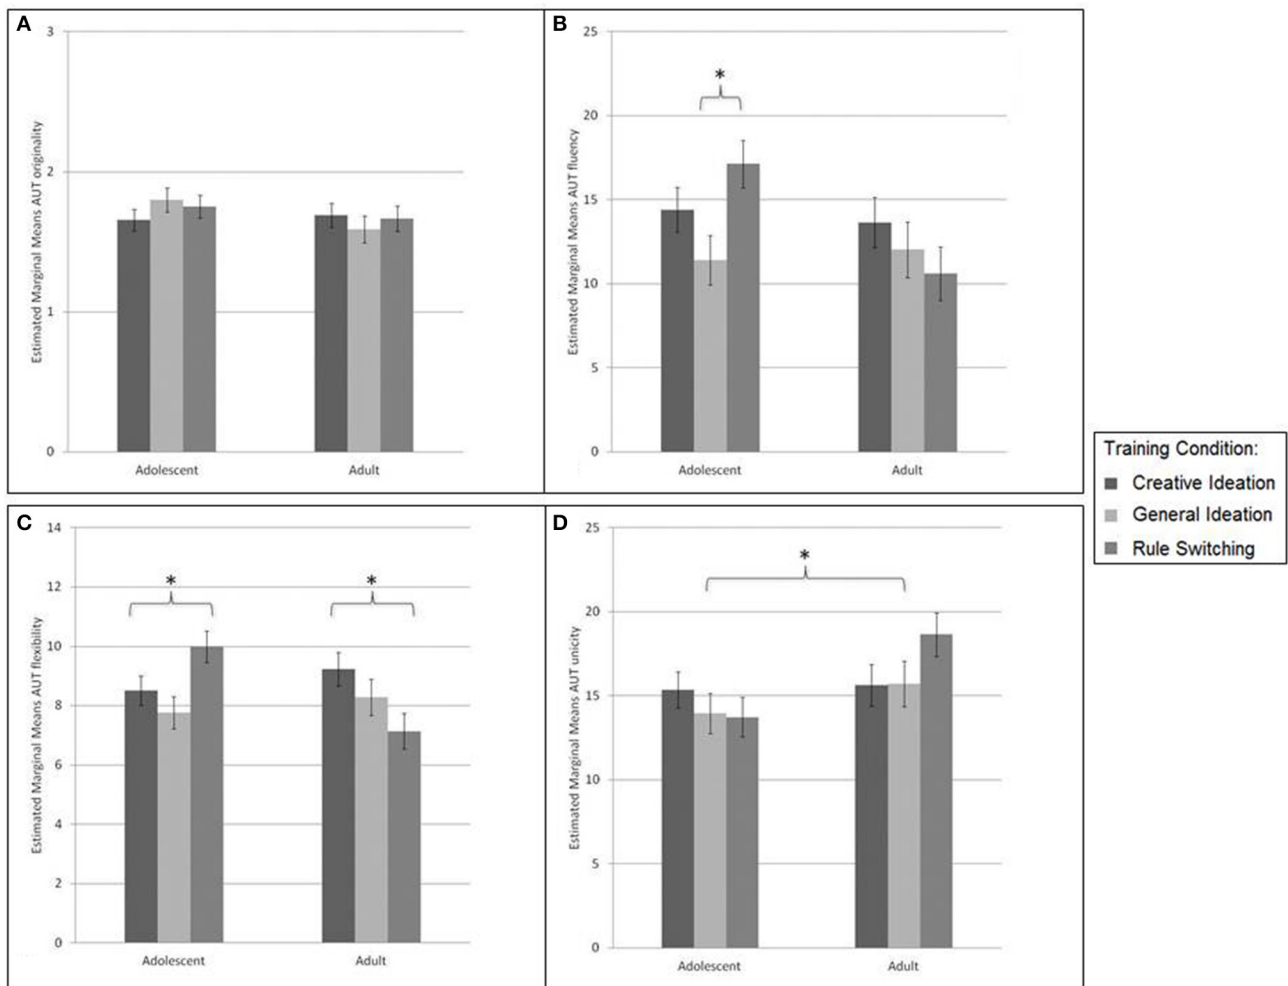 A
Estimated Marginal Means AUT originality
3
2
1
0
Adolescent
Adult
B
Estimated Marginal Means AUT fluency
25
20
15
10
5
0
*
Adolescent
Adult
C
Estimated Marginal Means AUT flexibility
14
12
10
8
6
4
2
0
*
*
Adolescent
Adult
D
Estimated Marginal Means AUT unicity
25
20
15
10
5
0
*
Adolescent
Adult
Training Condition:
Creative Ideation
General Ideation
Rule Switching